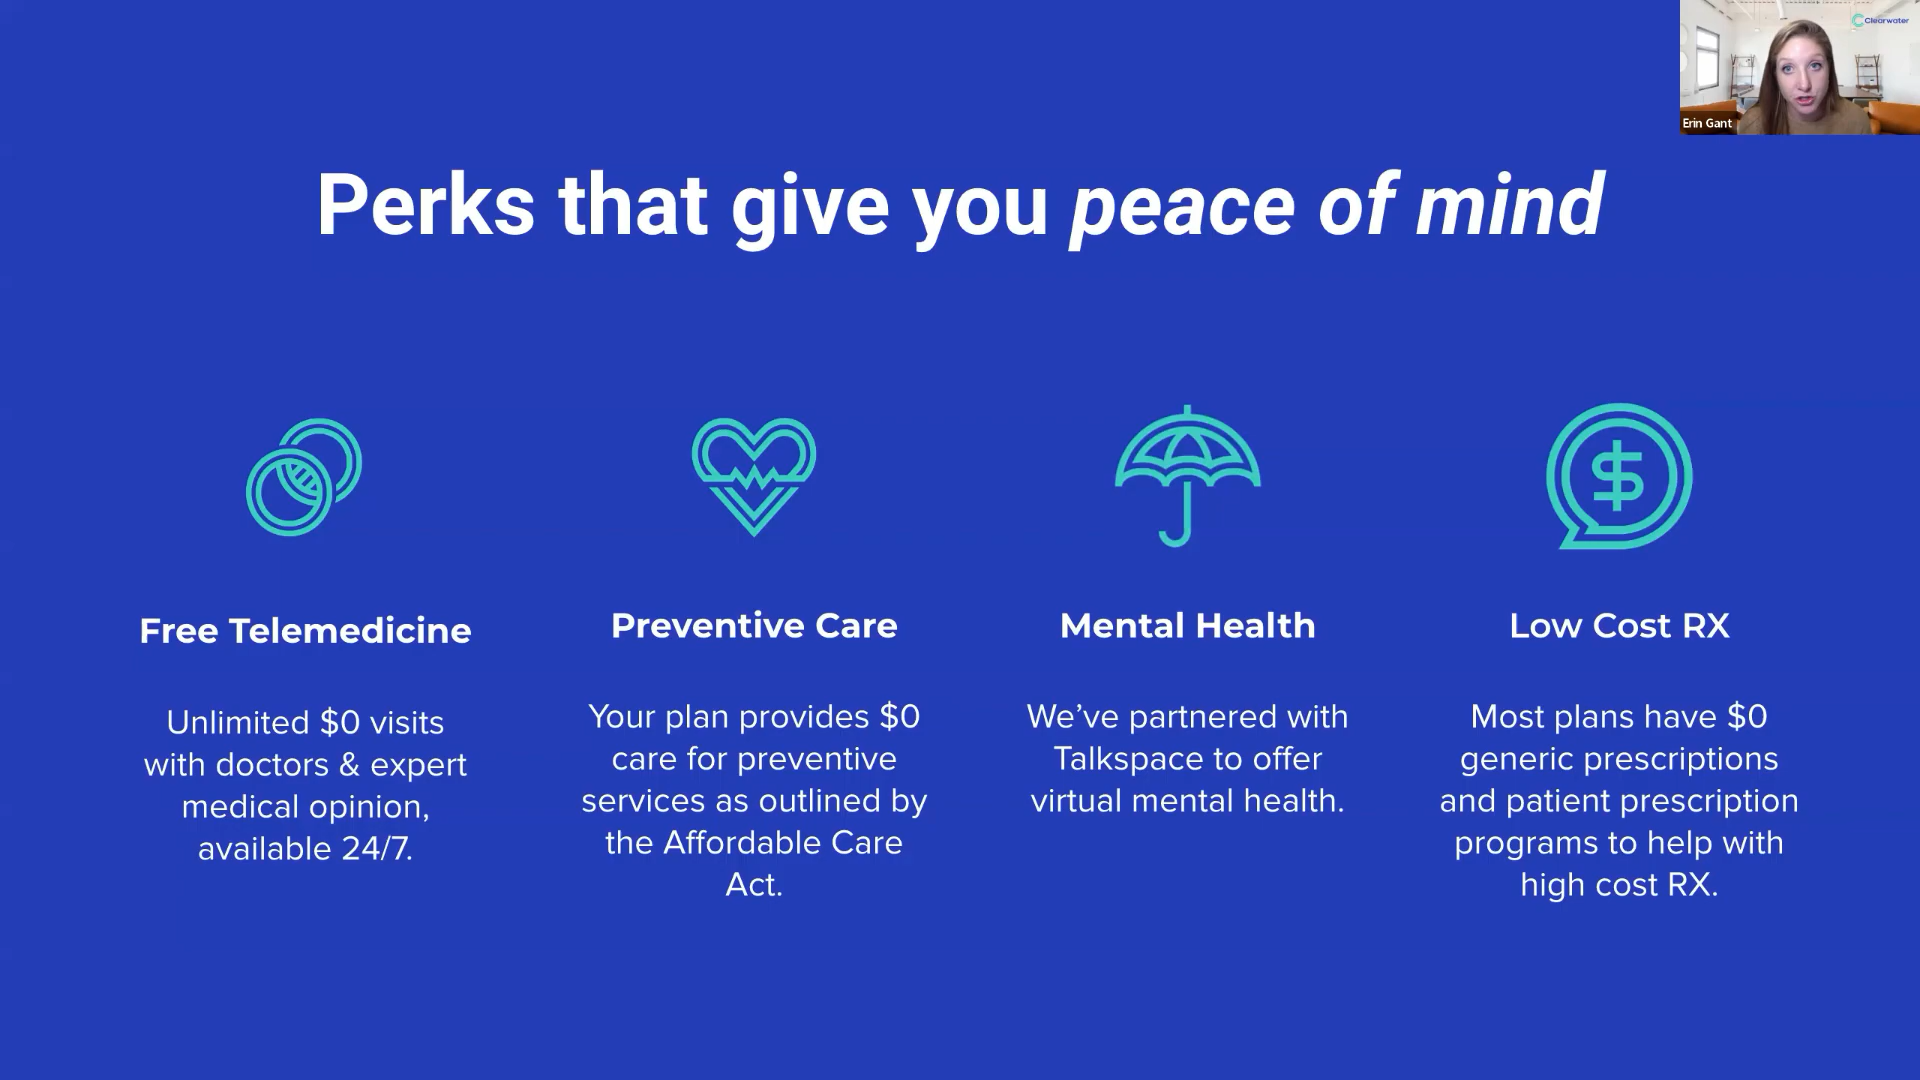 Clearwater
Erin Gant
Perks that give you peace of mind
Free Telemedicine
Unlimited $0 visits
with doctors & expert
medical opinion,
available 24/7.
Preventive Care
Your plan provides $0
care for preventive
services as outlined by
the Affordable Care
Act.
Mental Health
We’ve partnered with
Talkspace to offer
virtual mental health.
Low Cost RX
Most plans have $0
generic prescriptions
and patient prescription
programs to help with
high cost RX.